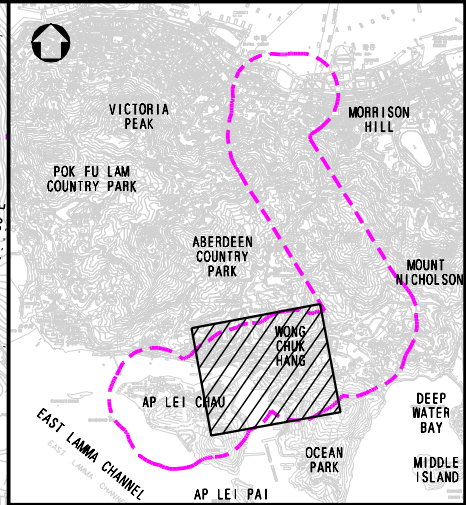 VICTORIA
PEAK
MORRISON
HILL
POK FU LAM
COUNTRY PARK
ABERDEEN
COUNTRY
PARK
MOUNT
NICHOLSON
WONG
CHUK
HANG
AP LEI CHAU
DEEP
WATER
BAY
EAST LAMMA CHANNEL
EAST LAMMA CHANNEL
OCEAN
PARK
MIDDLE
ISLAND
AP LEI PAI